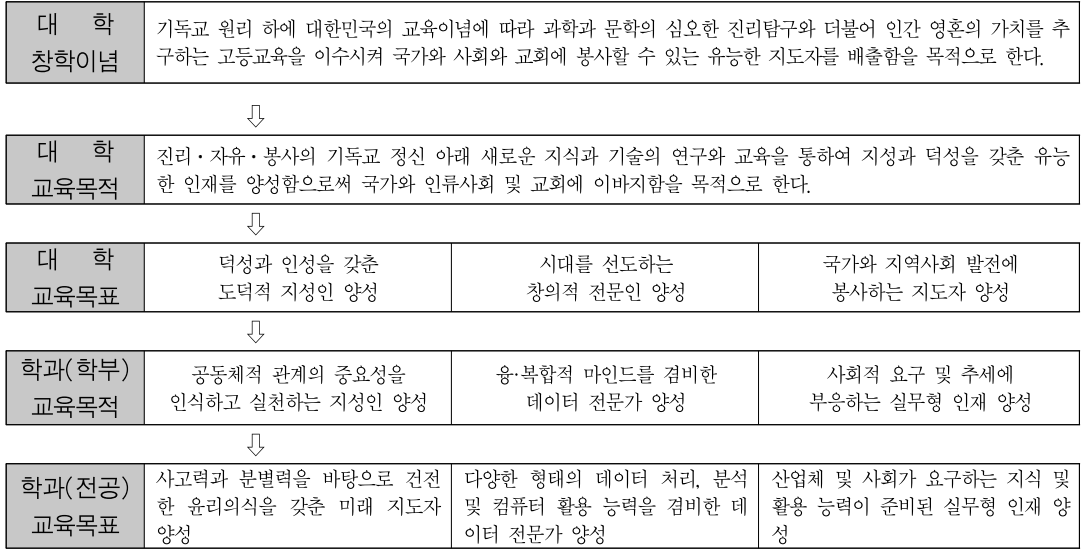 대 학
창학이념
기독교 원리 하에 대한민국의 교육이념에 따라 과학과 문학의 심오한 진리탐구와 더불어 인간 영혼의 가치를 추
구하는 고등교육을 이수시켜 국가와 사회와 교회에 봉사할 수 있는 유능한 지도자를 배출함을 목적으로 한다.
대 학
교육목적
진리·자유·봉사의 기독교 정신 아래 새로운 지식과 기술의 연구와 교육을 통하여 지성과 덕성을 갖춘 유능
한 인재를 양성함으로써 국가와 인류사회 및 교회에 이바지함을 목적으로 한다.
대 학
교육목표
덕성과 인성을 갖춘
도덕적 지성인 양성
시대를 선도하는
창의적 전문인 양성
국가와 지역사회 발전에
봉사하는 지도자 양성
학과(학부)
교육목적
공동체적 관계의 중요성을
인식하고 실천하는 지성인 양성
융·복합적 마인드를 겸비한
데이터 전문가 양성
사회적 요구 및 추세에
부응하는 실무형 인재 양성
학과(전공)
교육목표
사고력과 분별력을 바탕으로 건전
한 윤리의식을 갖춘 미래 지도자
양성
다양한 형태의 데이터 처리, 분석
및 컴퓨터 활용 능력을 겸비한 데
이터 전문가 양성
산업체 및 사회가 요구하는 지식 및
활용 능력이 준비된 실무형 인재 양
성